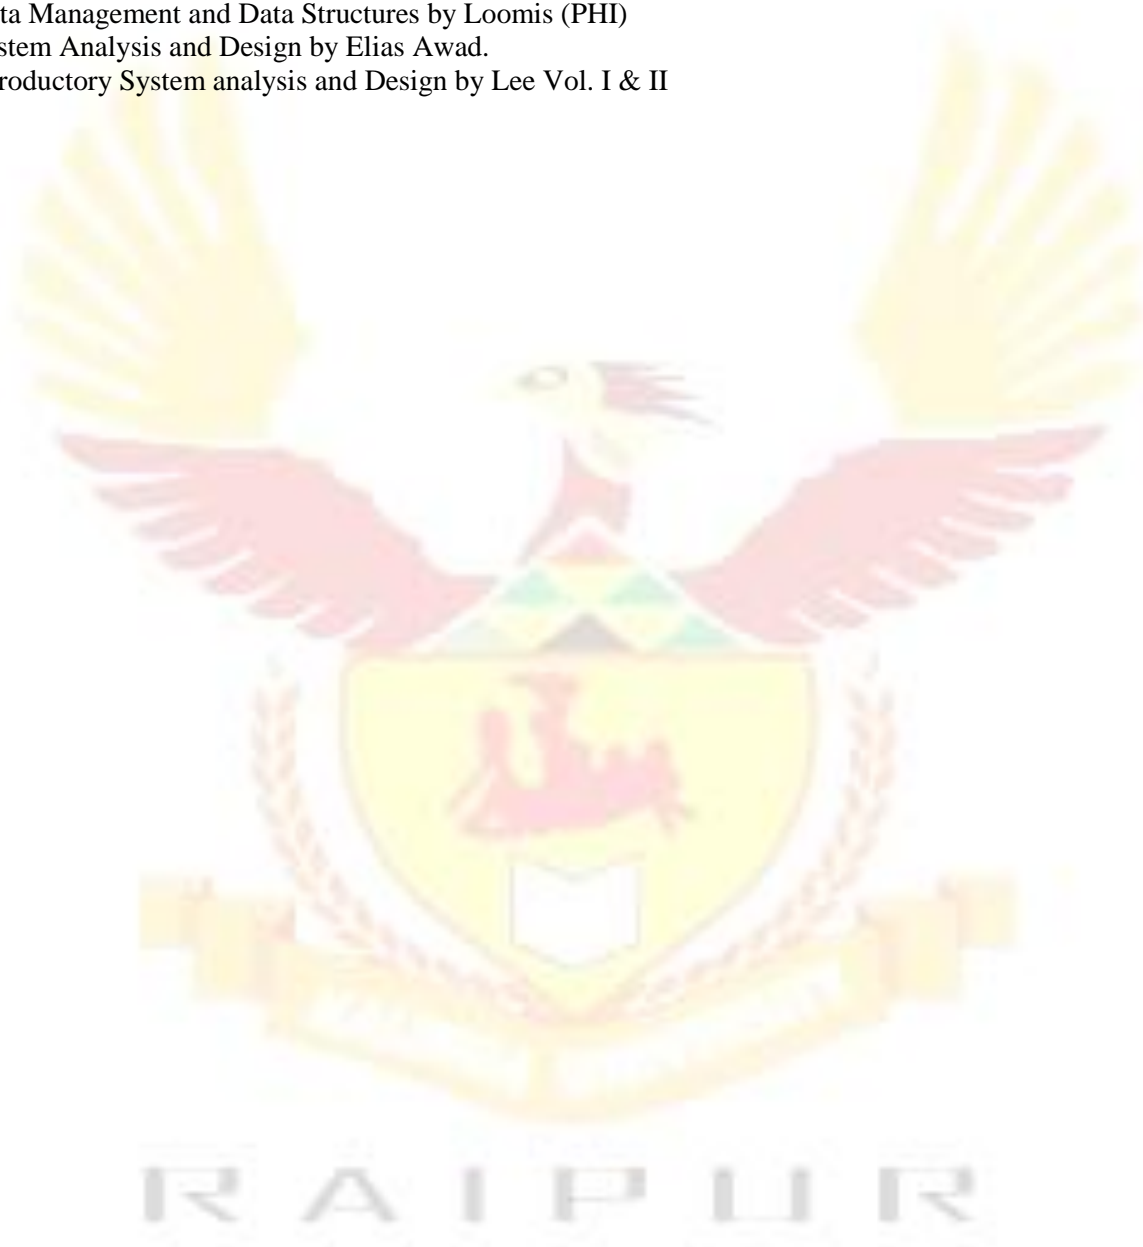 ta Management and Data Structures by Loomis (PHI)
stem Analysis and Design by Elias Awad.
roductory System analysis and Design by Lee Vol. I & II
RAIPUR